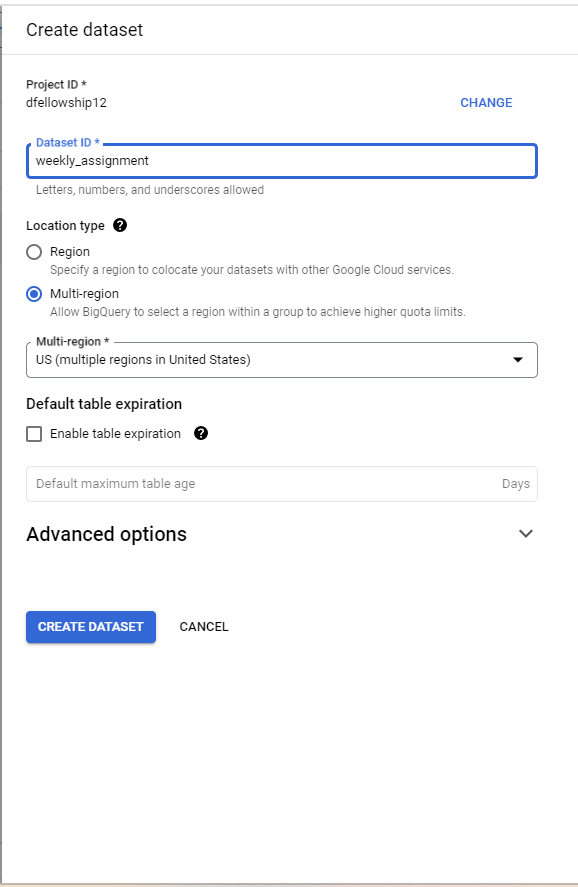 Create dataset
Project ID *
dfellowship12
CHANGE
Dataset ID *
weekly_assignment
Letters, numbers, and underscores allowed
Location type
Region
Specify a region to colocate your datasets with other Google Cloud services.
Multi-region
Allow BigQuery to select a region within a group to achieve higher quota limits.
Multi-region *
US (multiple regions in United States)
Default table expiration
Enable table expiration
Default maximum table age Days
Advanced options
CREATE DATASET CANCEL